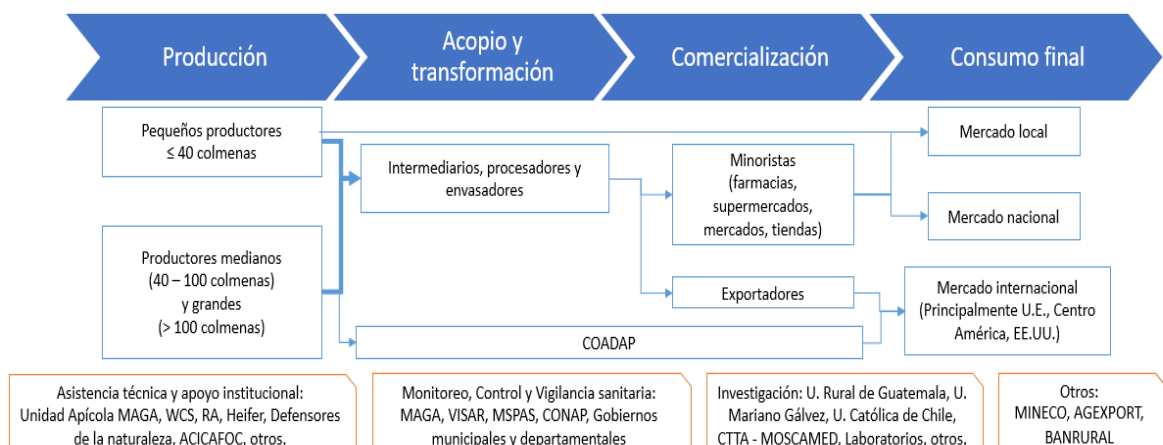 Producción
Acopio y
transformación
Comercialización
Consumo final
Pequeños productores
≤ 40 colmenas
Intermediarios, procesadores y
envasadores
Minoristas
(farmacias,
supermercados,
mercados, tiendas)
Mercado local
Mercado nacional
Productores medianos
(40 – 100 colmenas)
y grandes
(> 100 colmenas)
Exportadores
Mercado internacional
(Principalmente U.E., Centro
América, EE.UU.)
COADAP
Asistencia técnica y apoyo institucional:
Unidad Apícola MAGA, WCS, RA, Heifer, Defensores
de la naturaleza, ACICAFOC, otros.
Monitoreo, Control y Vigilancia sanitaria:
MAGA, VISAR, MSPAS, CONAP, Gobiernos
municipales y departamentales
Investigación: U. Rural de Guatemala, U.
Mariano Gálvez, U. Católica de Chile,
CTTA - MOSCAMED, Laboratorios, otros.
Otros:
MINECO, AGEXPORT,
BANRURAL